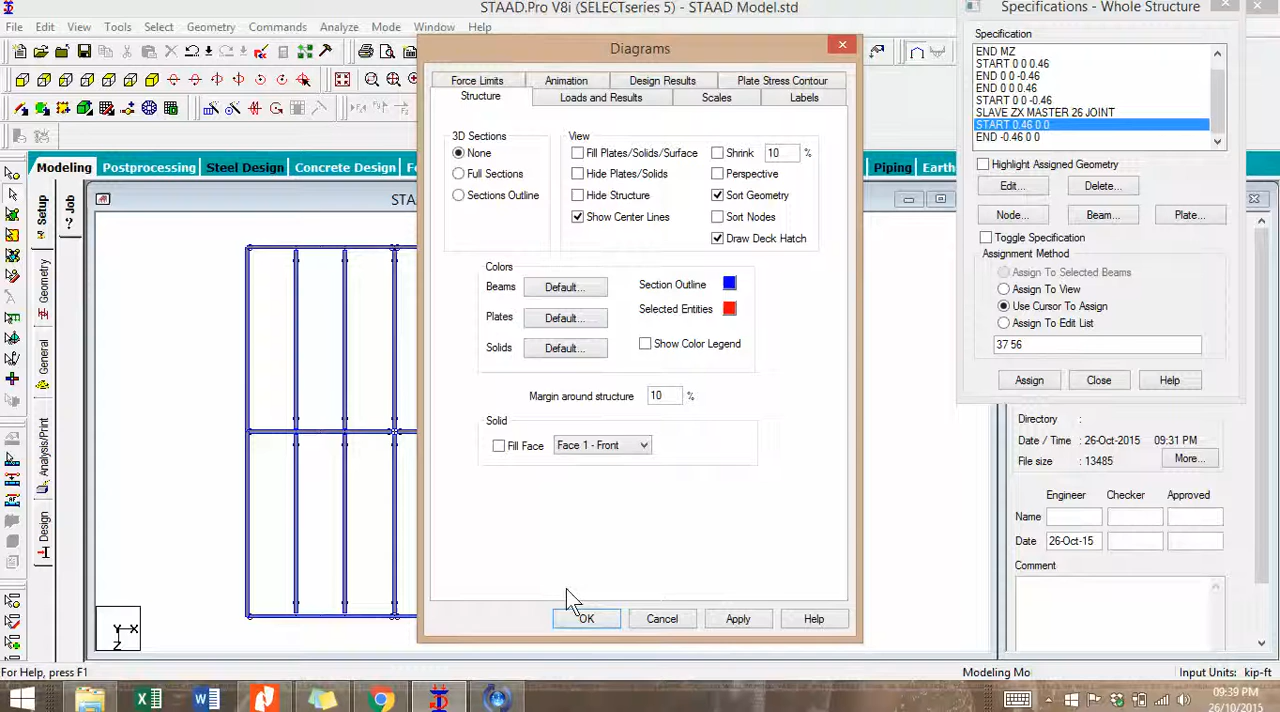 STAAD.Pro V8i (SELECTseries 5) - STAAD Model.std
Specifications - Whole Structure
File Edit View Tools Select Geometry Commands Analyze Mode Window Help
Diagrams
Specification
END MZ
START 0 0 0.46
END 0 0 -0.46
END 0 0 0.46
START 0 0 -0.46
SLAVE ZX MASTER 26 JOINT
START 0.46 0 0
END -0.46 0 0
Highlight Assigned Geometry
Edit... Delete...
Node... Beam... Plate...
Toggle Specification
Assignment Method
Assign To Selected Beams
Assign To View
Use Cursor To Assign
Assign To Edit List
37 56
Assign Close Help
Force Limits Animation Design Results Plate Stress Contour
Structure Loads and Results Scales Labels
3D Sections
None
Full Sections
Sections Outline
View
Fill Plates/Solids/Surface
Hide Plates/Solids
Hide Structure
Show Center Lines
Shrink 10 %
Perspective
Sort Geometry
Sort Nodes
Draw Deck Hatch
Colors
Beams Default...
Plates Default...
Solids Default...
Section Outline
Selected Entities
Show Color Legend
Margin around structure 10 %
Solid
Fill Face Face 1 - Front
OK Cancel Apply Help
Modeling Postprocessing Steel Design Concrete Design Piping Earth
Setup
Job
Geometry
General
Analysis/Print
Design
STA
Y X
Z
Directory :
Date / Time : 26-Oct-2015 09:31 PM
File size : 13485 More...
Engineer Checker Approved
Name
Date 26-Oct-15
Comment
For Help, press F1
Modeling Mo
Input Units: kip-ft
09:39 PM
26/10/2015